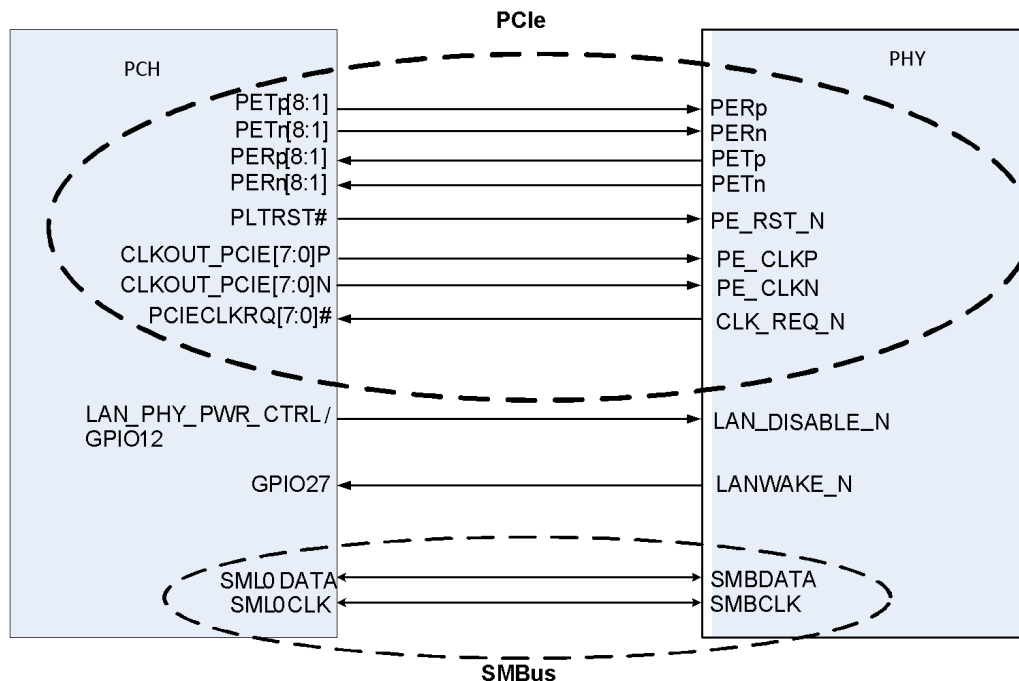 PCIe
PCH
PHY
PETp[8:1]
PERp
PETn[8:1]
PERn
PERp[8:1]
PETp
PERn[8:1]
PETn
PLTRST#
PE_RST_N
CLKOUT_PCIE[7:0]P
PE_CLKP
CLKOUT_PCIE[7:0]N
PE_CLKN
PCIECLKRQ[7:0]#
CLK_REQ_N
LAN_PHY_PWR_CTRL/
GPIO12
LAN_DISABLE_N
GPIO27
LANWAKE_N
SML0DATA
SMBDATA
SML0CLK
SMBCLK
SMBus